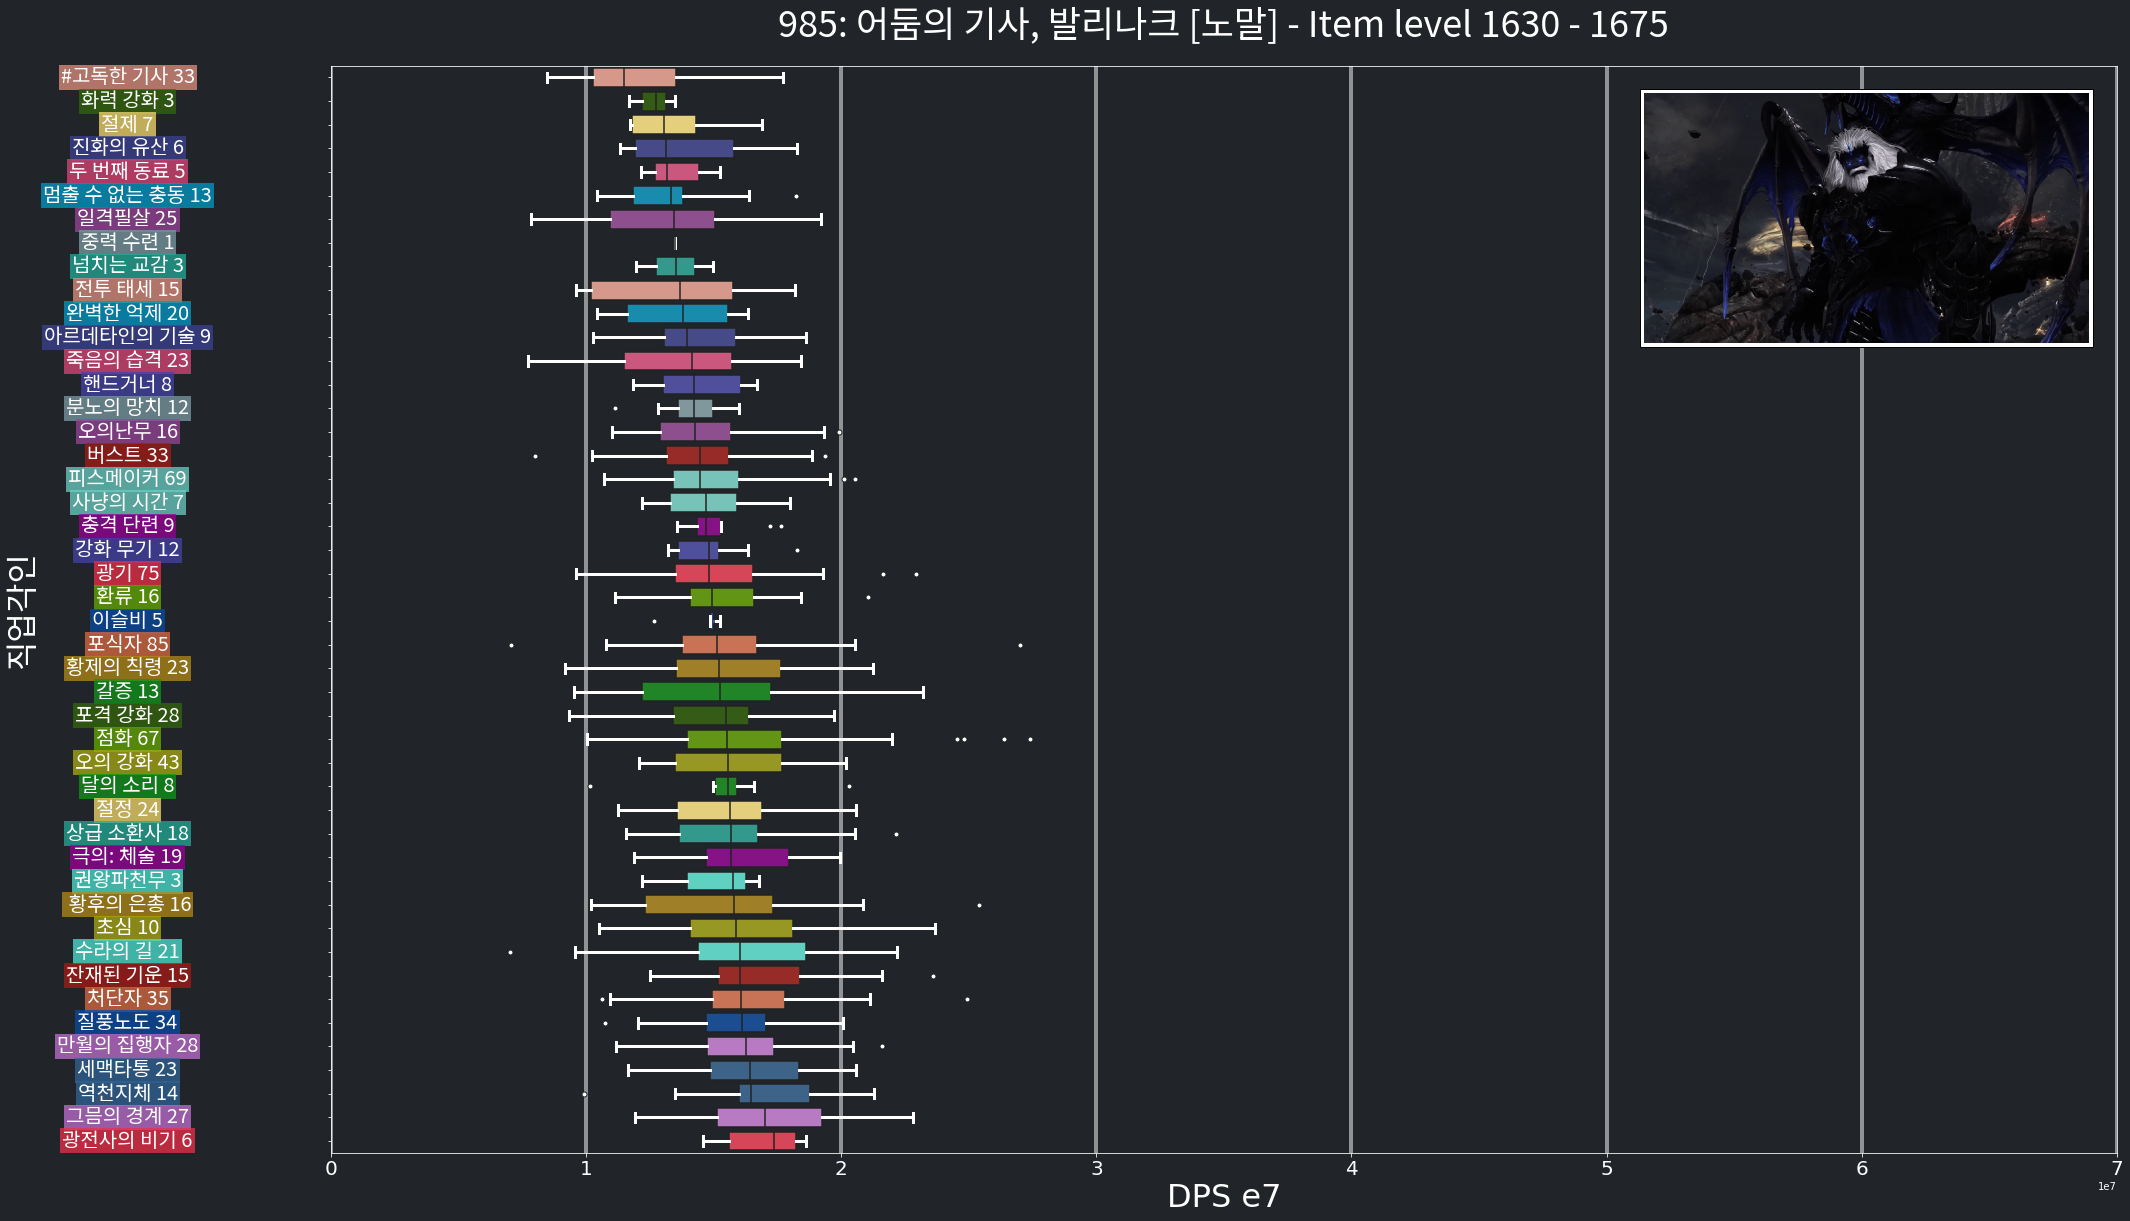 985: 어둠의 기사, 발리나크 [노말] - Item level 1630 - 1675
#고독한 기사 33
화력 강화 3
절제 7
진화의 유산 6
두 번째 동료 5
멈출 수 없는 충동 13
일격필살 25
중력 수련 1
넘치는 교감 3
전투 태세 15
완벽한 억제 20
아르데타인의 기술 9
죽음의 습격 23
핸드거너 8
분노의 망치 12
오의난무 16
버스트 33
피스메이커 69
사냥의 시간 7
충격 단련 9
강화 무기 12
광기 75
환류 16
이슬비 5
포식자 85
황제의 칙령 23
갈증 13
포격 강화 28
점화 67
오의 강화 43
달의 소리 8
절정 24
상급 소환사 18
극의: 체술 19
권왕파천무 3
황후의 은총 16
초심 10
수라의 길 21
잔재된 기운 15
처단자 35
질풍노도 34
만월의 집행자 28
세맥타통 23
역천지체 14
그믐의 경계 27
광전사의 비기 6
직업각인
0 1 2 3 4 5 6 7
1e7
DPS e7